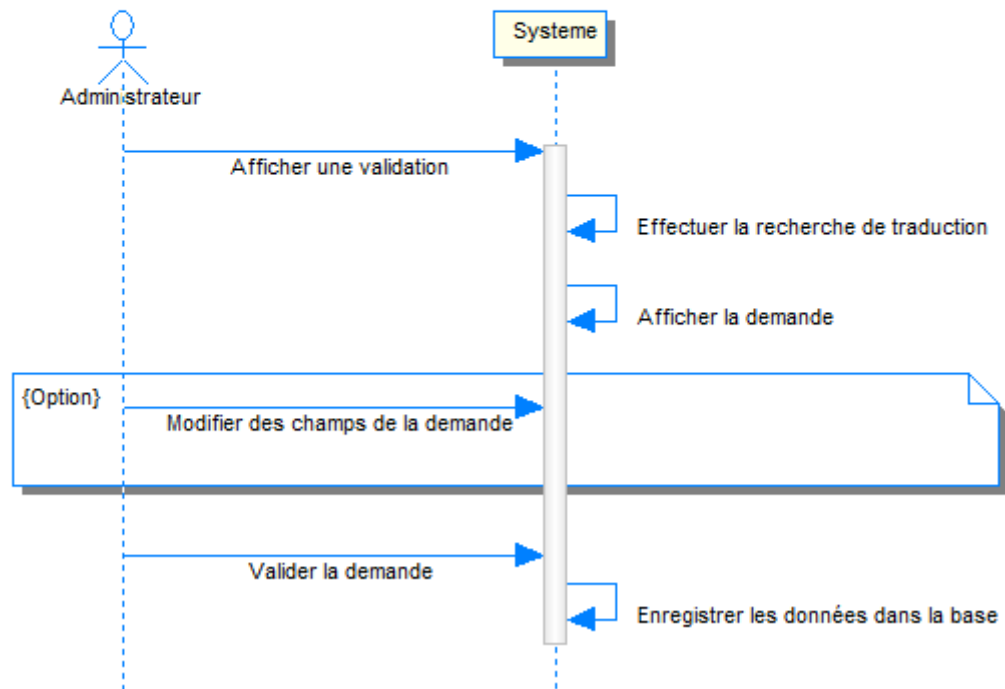 Systeme
Administrateur
Afficher une validation
Effectuer la recherche de traduction
Afficher la demande
{Option}
Modifier des champs de la demande
Valider la demande
Enregistrer les données dans la base